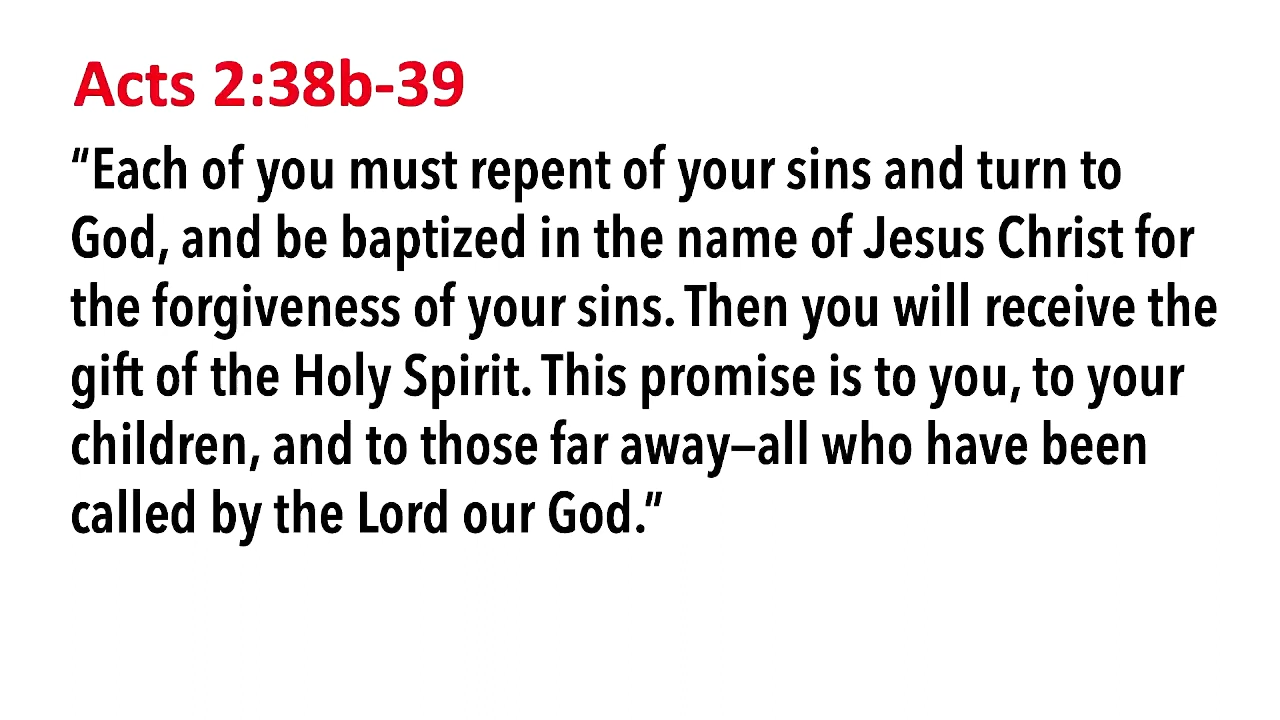 Acts 2:38b-39
“Each of you must repent of your sins and turn to
God, and be baptized in the name of Jesus Christ for
the forgiveness of your sins. Then you will receive the
gift of the Holy Spirit. This promise is to you, to your
children, and to those far away—all who have been
called by the Lord our God.”